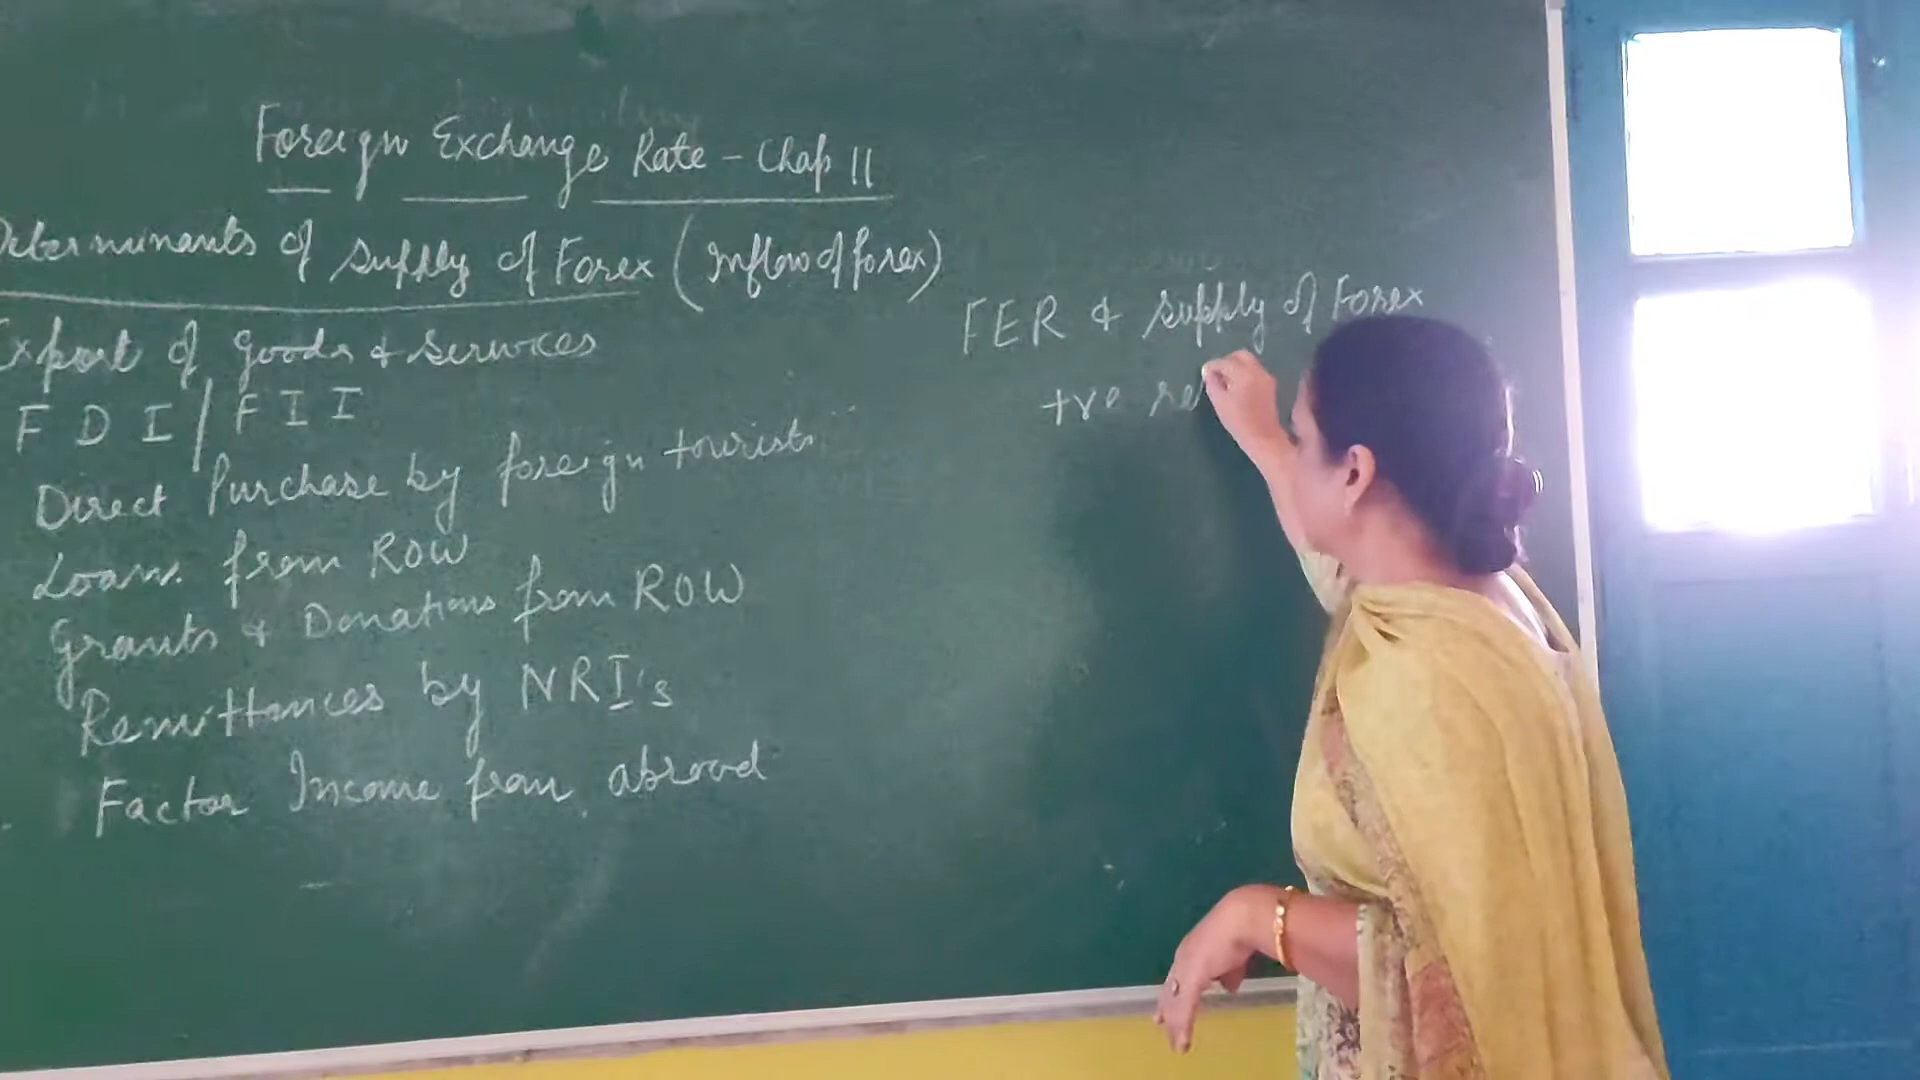 Foreign Exchange Rate - Chap 11
Determinants of supply of Forex (Inflow of forex)
Export of goods & services
FDI/FII
Direct Purchase by foreign tourists
Loans from ROW
Grants & Donations from ROW
Remittances by NRI's
Factor Income from abroad
FER & supply of Forex
+ve re